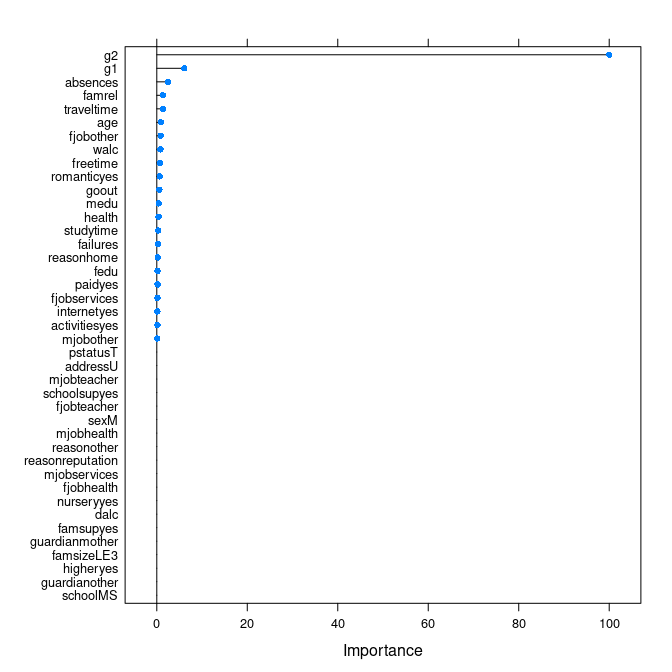 g2
g1
absences
famrel
traveltime
age
fjobother
walc
freetime
romanticyes
goout
medu
health
studytime
failures
reasonhome
fedu
paidyes
fjobservices
internetyes
activitiesyes
mjobother
pstatusT
addressU
mjobteacher
schoolsupyes
fjobteacher
sexM
mjobhealth
reasonother
reasonreputation
mjobservices
fjobhealth
nurseryyes
dalc
famsupyes
guardianmother
famsizeLE3
higheryes
guardianother
schoolMS
0 20 40 60 80 100
Importance